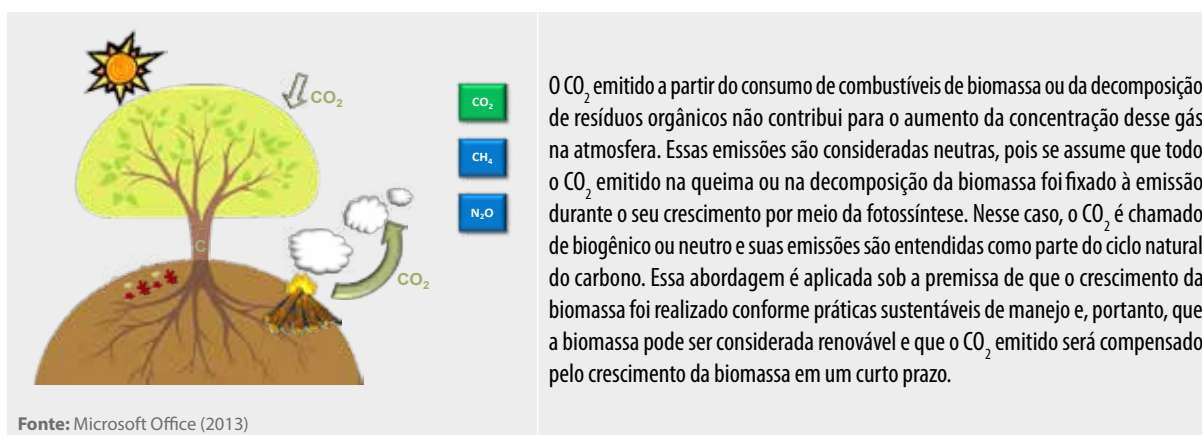 CO₂
CO₂
CH₄
N₂O
C
CO₂
Fonte: Microsoft Office (2013)
O CO₂ emitido a partir do consumo de combustíveis de biomassa ou da decomposição
de resíduos orgânicos não contribui para o aumento da concentração desse gás
na atmosfera. Essas emissões são consideradas neutras, pois se assume que todo
o CO₂ emitido na queima ou na decomposição da biomassa foi fixado à emissão
durante o seu crescimento por meio da fotossíntese. Nesse caso, o CO₂ é chamado
de biogênico ou neutro e suas emissões são entendidas como parte do ciclo natural
do carbono. Essa abordagem é aplicada sob a premissa de que o crescimento da
biomassa foi realizado conforme práticas sustentáveis de manejo e, portanto, que
a biomassa pode ser considerada renovável e que o CO₂ emitido será compensado
pelo crescimento da biomassa em um curto prazo.